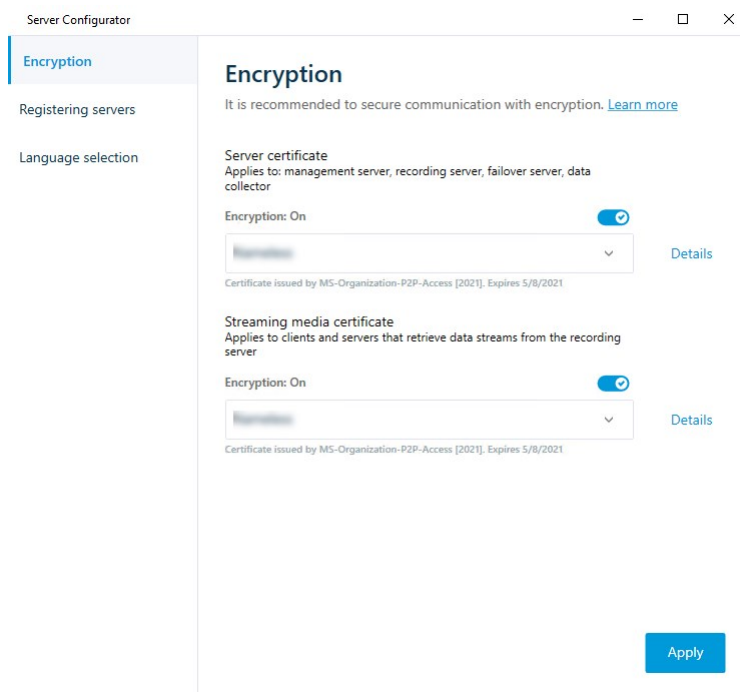 Server Configurator
Encryption
Registering servers
Language selection
Encryption
It is recommended to secure communication with encryption. Learn more
Server certificate
Applies to: management server, recording server, failover server, data
collector
Encryption: On
Details
Certificate issued by MS-Organization-P2P-Access [2021]. Expires 5/8/2021
Streaming media certificate
Applies to clients and servers that retrieve data streams from the recording
server
Encryption: On
Details
Certificate issued by MS-Organization-P2P-Access [2021]. Expires 5/8/2021
Apply